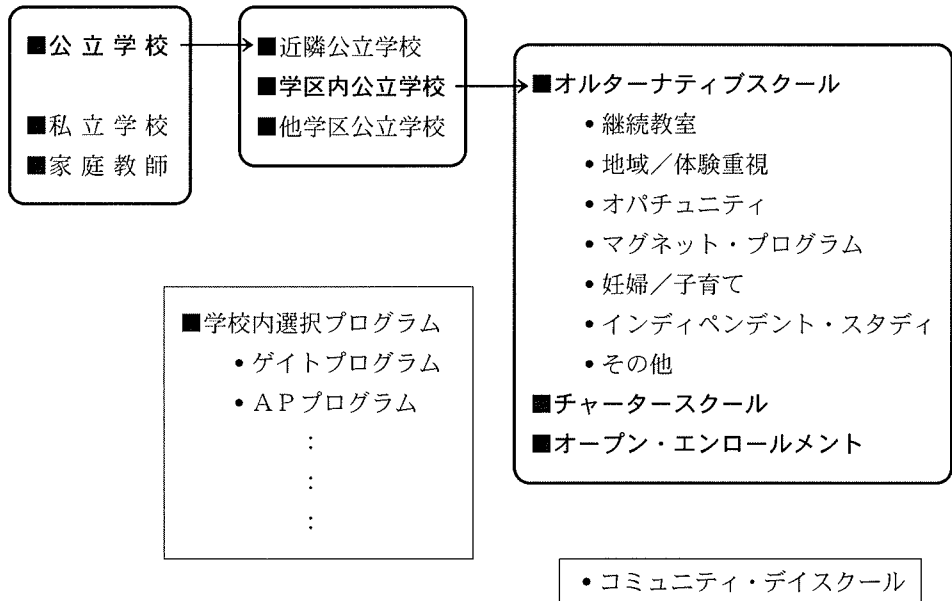 ■公立学校
■私立学校
■家庭教師
■近隣公立学校
■学区内公立学校
■他学区公立学校
■オルターナティブスクール
•継続教室
•地域／体験重視
•オパチュニティ
•マグネット・プログラム
•妊婦／子育て
•インディペンデント・スタディ
•その他
■チャータースクール
■オープン・エンロールメント
■学校内選択プログラム
•ゲイトプログラム
•ＡＰプログラム
：
：
：
•コミュニティ・デイスクール